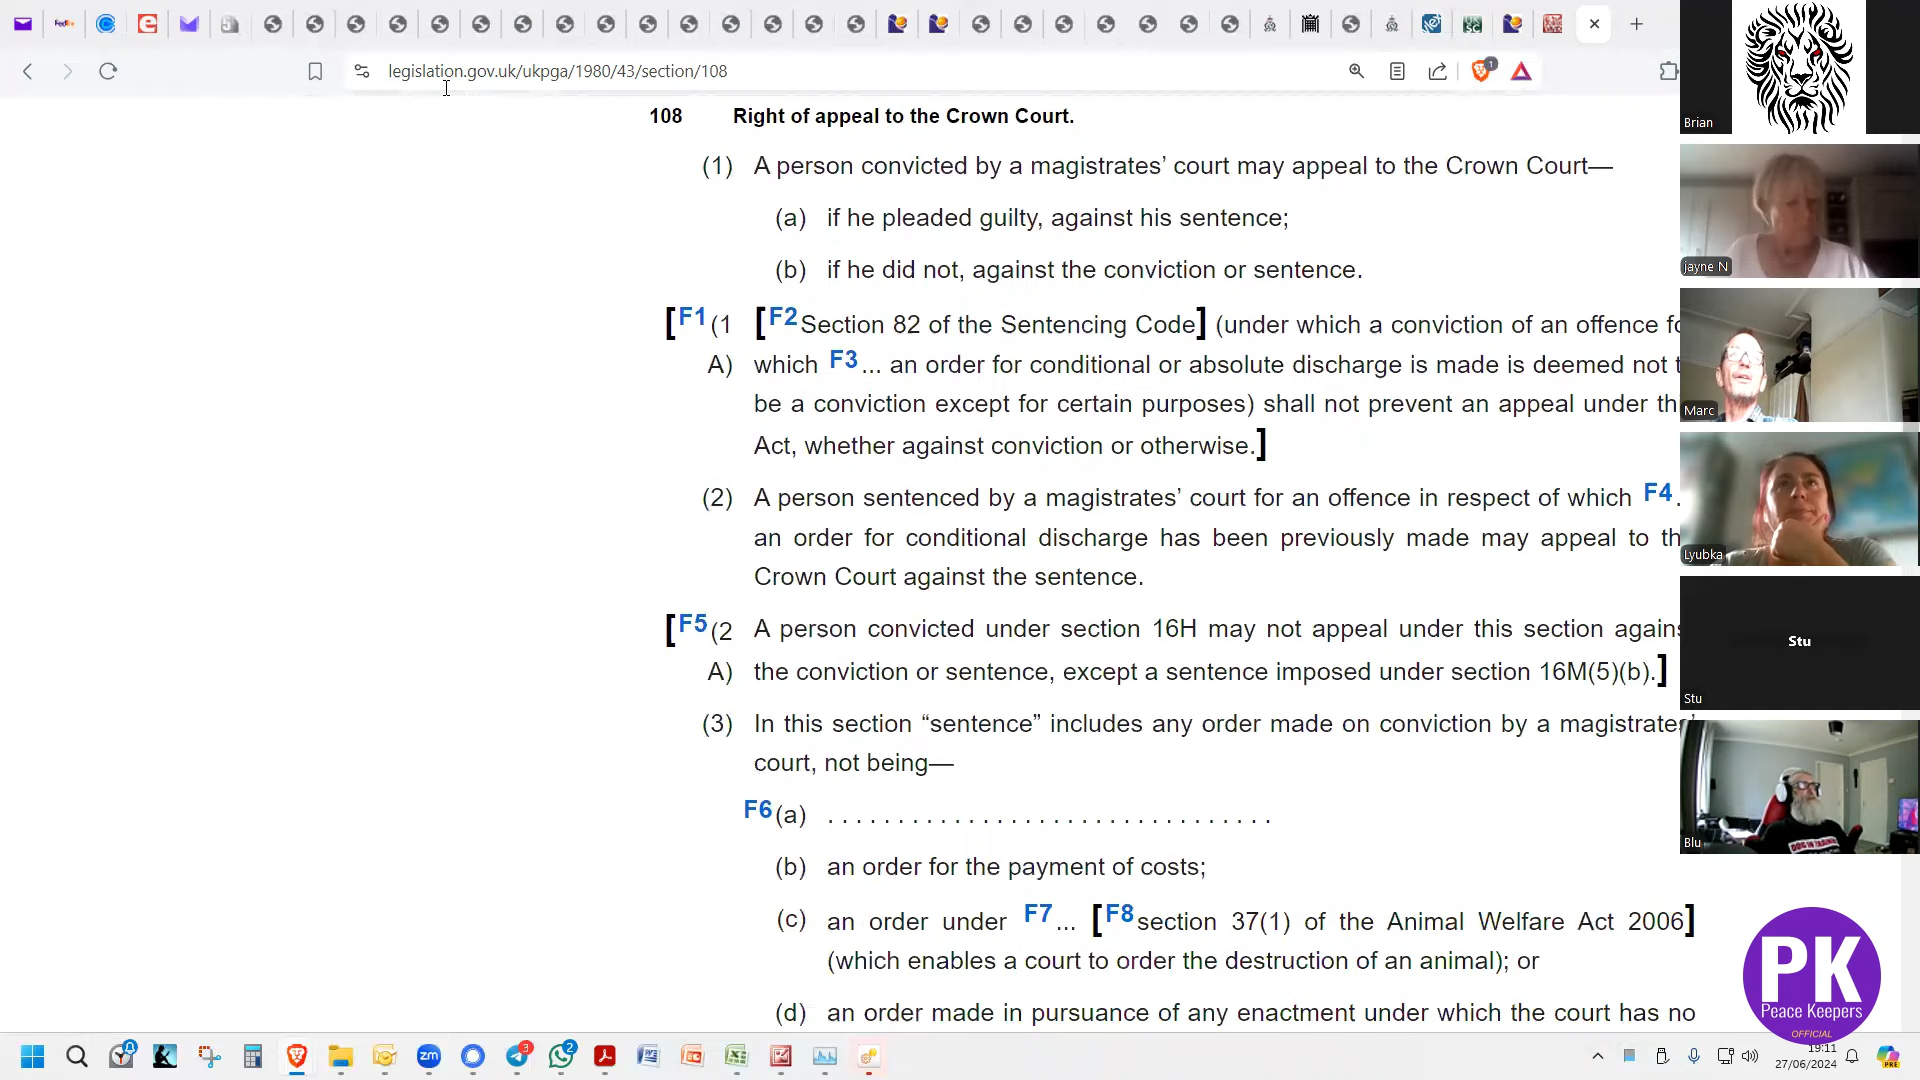 FedEx
legislation.gov.uk/ukpga/1980/43/section/108
1
108 Right of appeal to the Crown Court.
(1) A person convicted by a magistrates’ court may appeal to the Crown Court—
(a) if he pleaded guilty, against his sentence;
(b) if he did not, against the conviction or sentence.
[F1(1 [F2Section 82 of the Sentencing Code] (under which a conviction of an offence fo
A) which F3... an order for conditional or absolute discharge is made is deemed not t
be a conviction except for certain purposes) shall not prevent an appeal under th
Act, whether against conviction or otherwise.]
(2) A person sentenced by a magistrates’ court for an offence in respect of which F4.
an order for conditional discharge has been previously made may appeal to th
Crown Court against the sentence.
[F5(2 A person convicted under section 16H may not appeal under this section agains
A) the conviction or sentence, except a sentence imposed under section 16M(5)(b).]
(3) In this section “sentence” includes any order made on conviction by a magistrates’
court, not being—
F6(a) . . . . . . . . . . . . . . . . . . . . . . . . . . . . . . . .
(b) an order for the payment of costs;
(c) an order under F7... [F8section 37(1) of the Animal Welfare Act 2006]
(which enables a court to order the destruction of an animal); or
(d) an order made in pursuance of any enactment under which the court has no
Brian
jayne N
Marc
Lyubka
Stu
Stu
Blu
PK
Peace Keepers
OFFICIAL
zm
3
2
19:11
27/06/2024
PRE